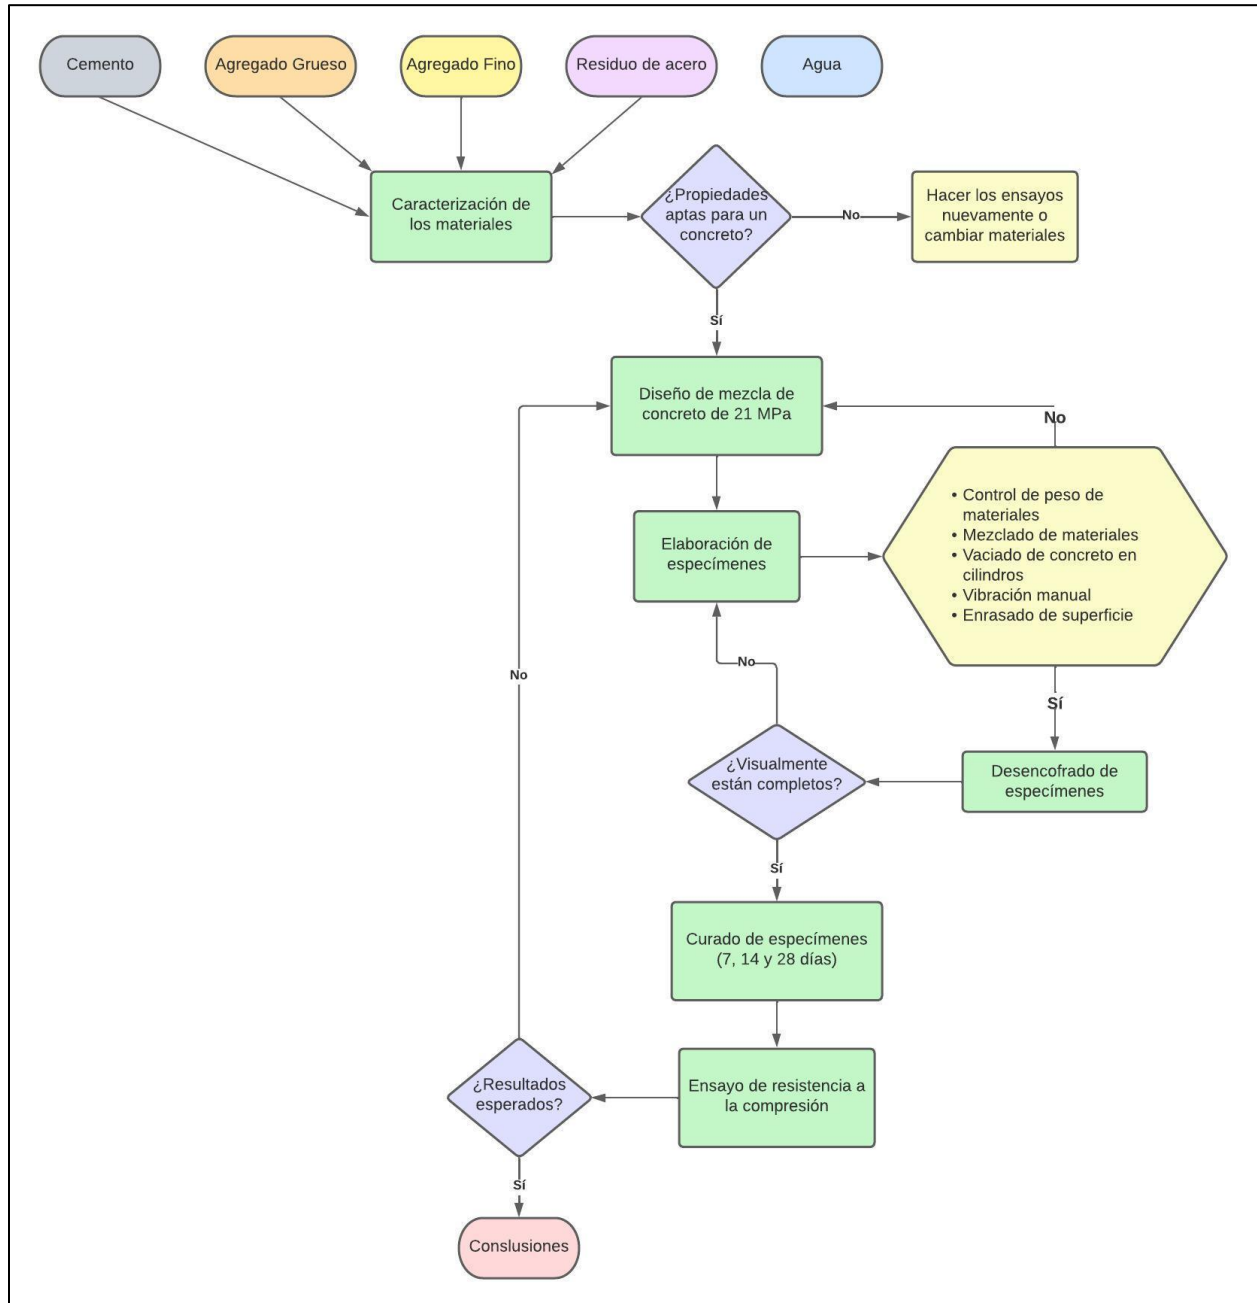 Cemento
Agregado Grueso
Agregado Fino
Residuo de acero
Agua
Caracterización de
los materiales
¿Propiedades
aptas para un
concreto?
No
Hacer los ensayos
nuevamente o
cambiar materiales
Sí
Diseño de mezcla de
concreto de 21 MPa
No
Elaboración de
especímenes
• Control de peso de
materiales
• Mezclado de materiales
• Vaciado de concreto en
cilindros
• Vibración manual
• Enrasado de superficie
No
No
Sí
¿Visualmente
están completos?
Desencofrado de
especímenes
Sí
Curado de especímenes
(7, 14 y 28 días)
¿Resultados
esperados?
Ensayo de resistencia a
la compresión
Sí
Conslusiones